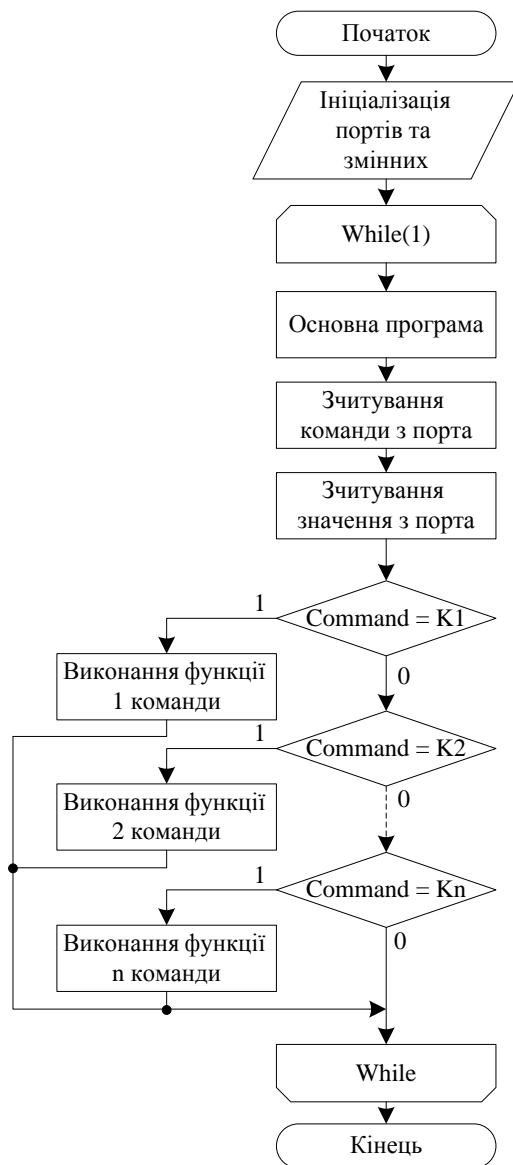 Початок
Ініціалізація
портів та
змінних
While(1)
Основна програма
Зчитування
команди з порта
Зчитування
значення з порта
Command = K1
1
0
Виконання функції
1 команди
Command = K2
1
0
Виконання функції
2 команди
Command = Kn
1
0
Виконання функції
n команди
While
Кінець